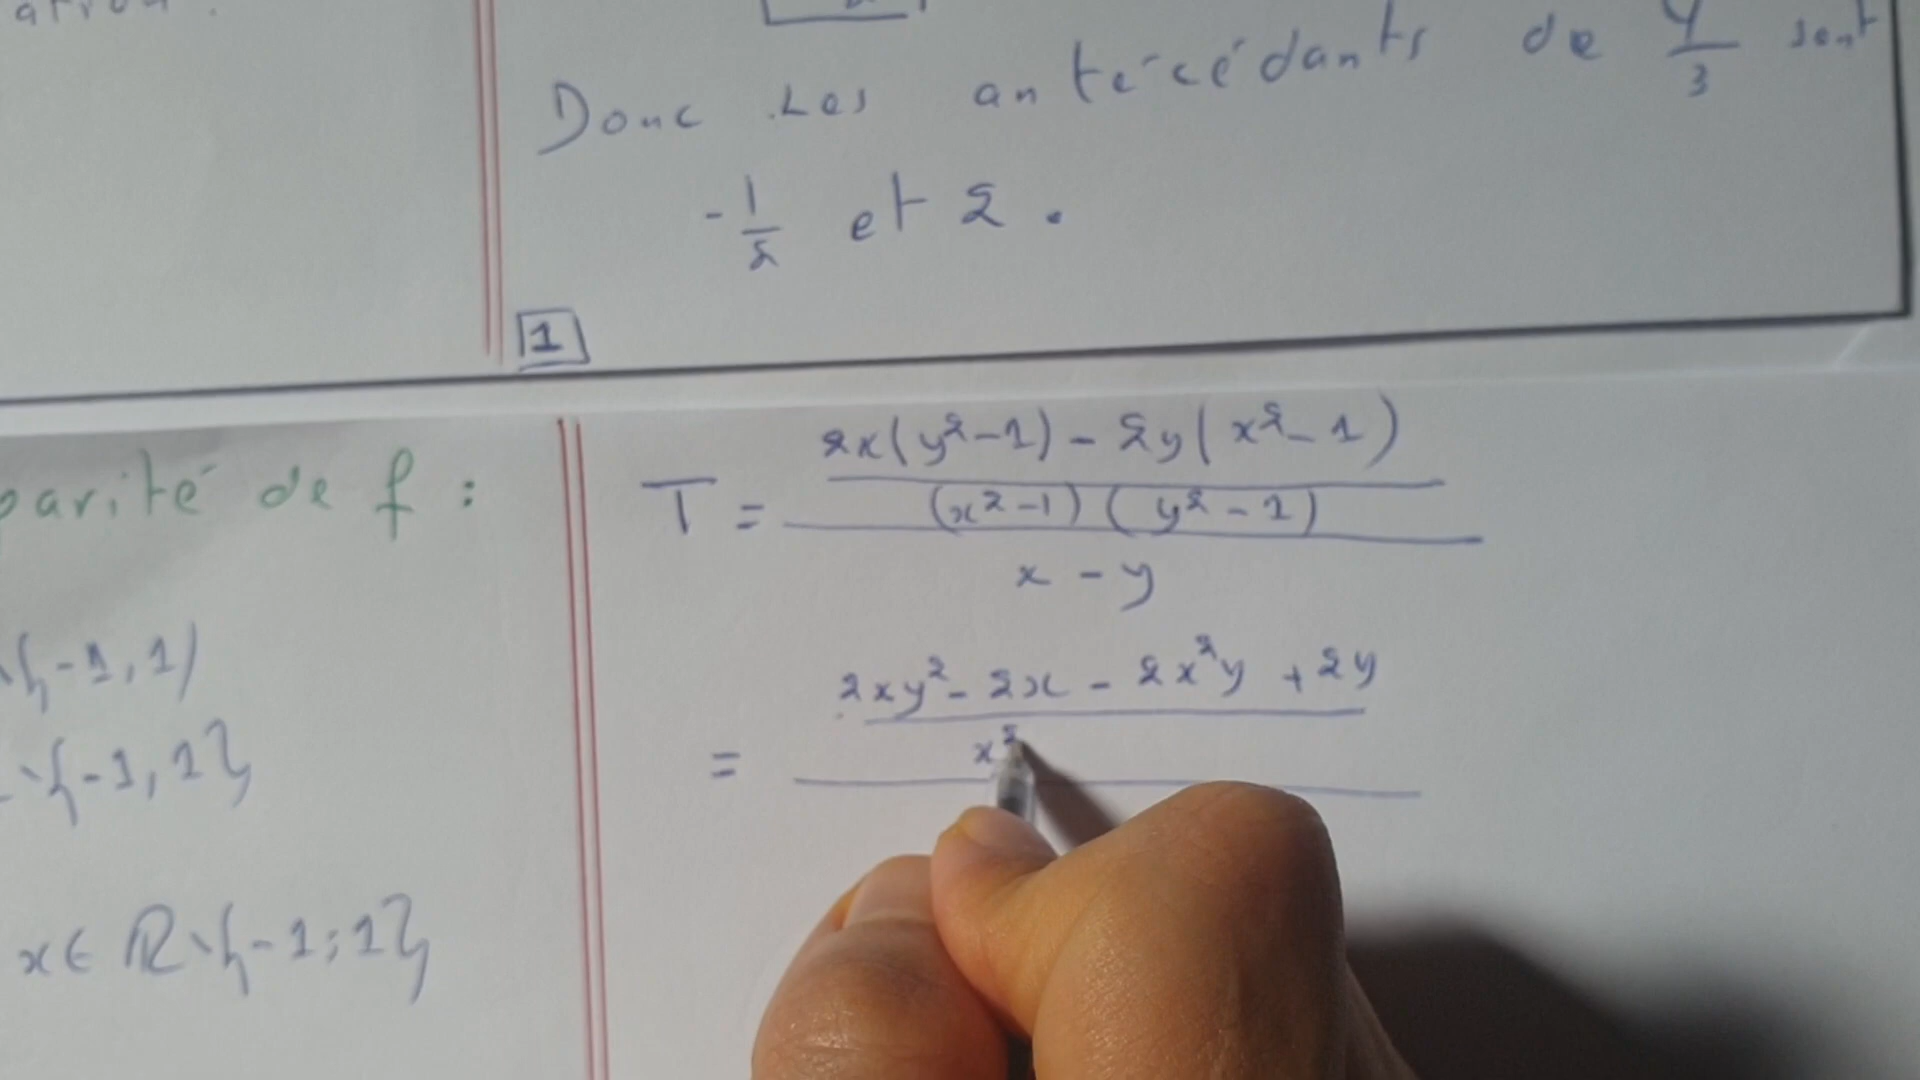 Donc Les antécédants de 4/3 sont
-1/2 et 2 .
1
parité de f :
\{-1,1}
\{-1,1}
x∈ ℝ\{-1;1}
T = ((2x(y²-1) - 2y(x²-1)) / ((x²-1)(y²-1))) / (x - y)
= (2xy² - 2x - 2x²y + 2y) / x²